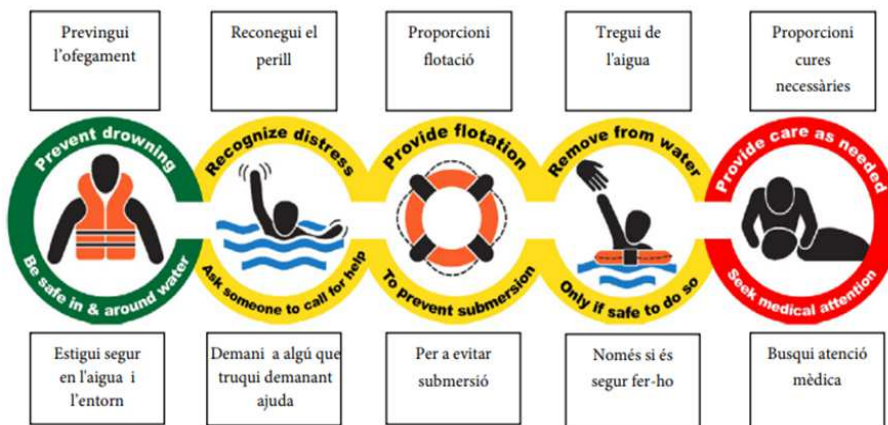 Previngui
l'ofegament
Reconegui el
perill
Proporcioni
flotació
Tregui de
l'aigua
Proporcioni
cures
necessàries
Prevent drowning
Be safe in & around water
Recognize distress
Ask someone to call for help
Provide flotation
To prevent submersion
Remove from water
Only if safe to do so
Provide care as needed
Seek medical attention
Estigui segur
en l'aigua i
l'entorn
Demani a algú que
truqui demanant
ajuda
Per a evitar
submersió
Només si és
segur fer-ho
Busqui atenció
mèdica